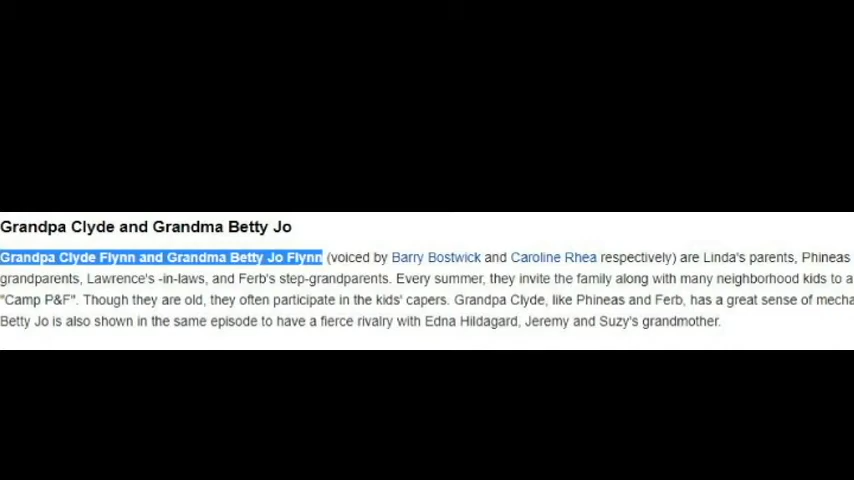 Grandpa Clyde and Grandma Betty Jo
Grandpa Clyde Flynn and Grandma Betty Jo Flynn (voiced by Barry Bostwick and Caroline Rhea respectively) are Linda's parents, Phineas
grandparents, Lawrence's -in-laws, and Ferb's step-grandparents. Every summer, they invite the family along with many neighborhood kids to a
"Camp P&F". Though they are old, they often participate in the kids' capers. Grandpa Clyde, like Phineas and Ferb, has a great sense of mecha
Betty Jo is also shown in the same episode to have a fierce rivalry with Edna Hildagard, Jeremy and Suzy's grandmother.